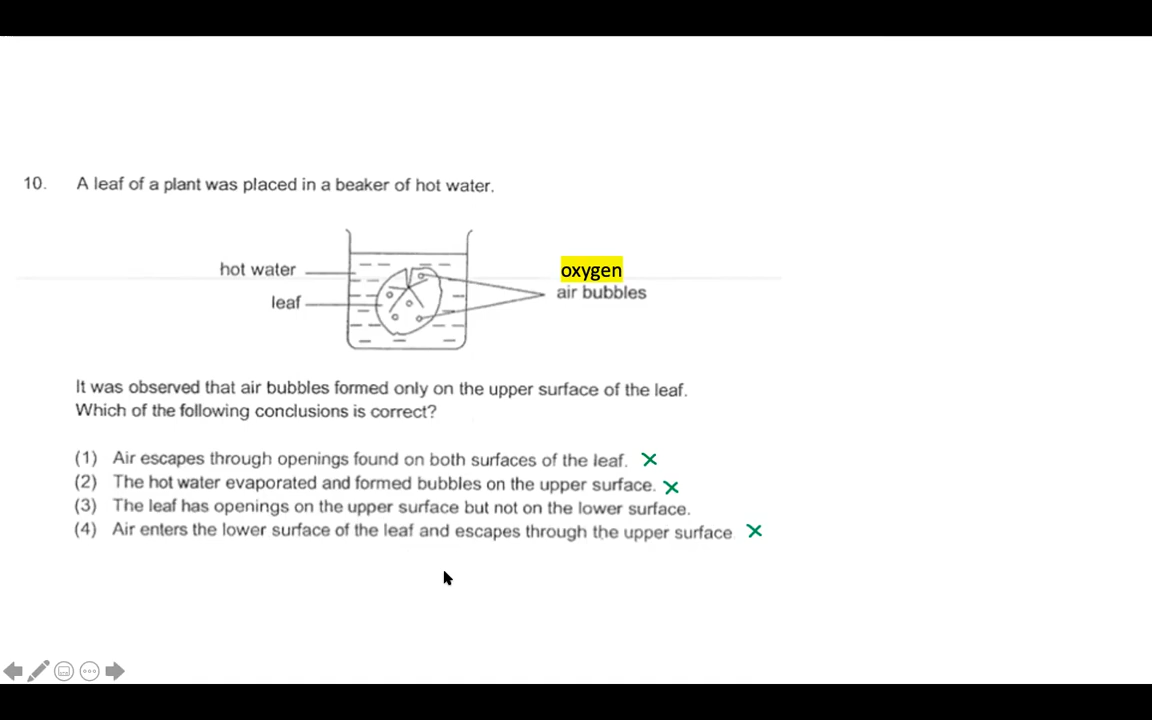 10. A leaf of a plant was placed in a beaker of hot water.
hot water
oxygen
leaf
air bubbles
It was observed that air bubbles formed only on the upper surface of the leaf.
Which of the following conclusions is correct?
(1) Air escapes through openings found on both surfaces of the leaf. ×
(2) The hot water evaporated and formed bubbles on the upper surface. ×
(3) The leaf has openings on the upper surface but not on the lower surface.
(4) Air enters the lower surface of the leaf and escapes through the upper surface ×